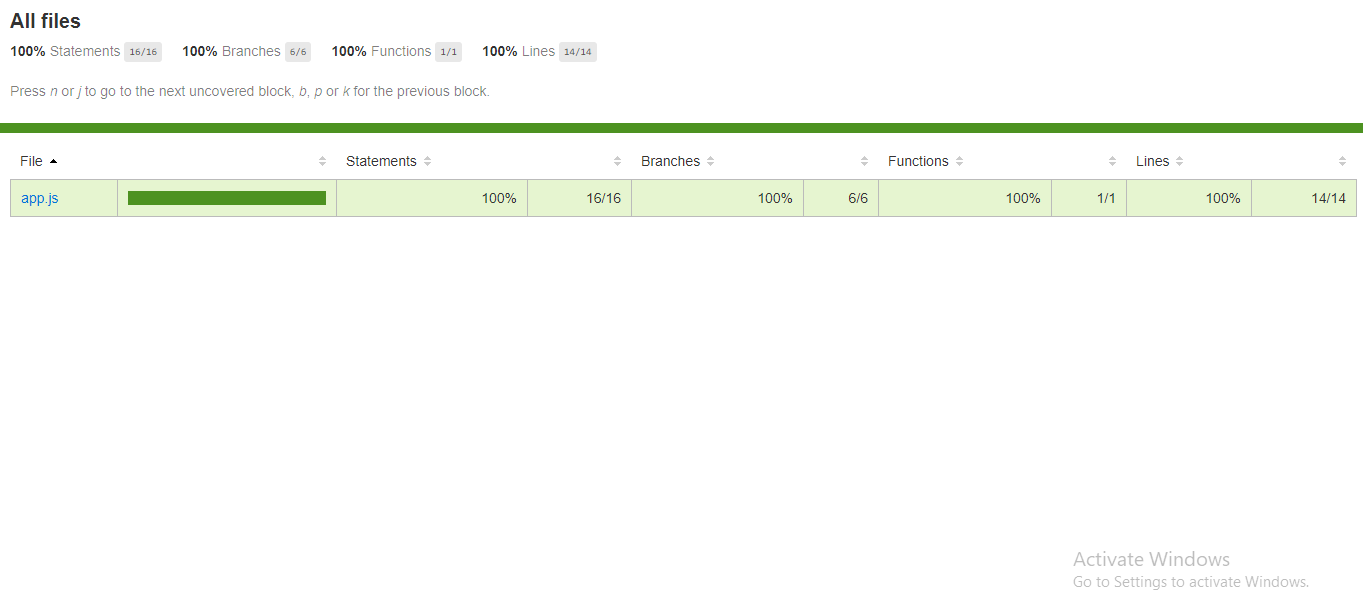 All files
100% Statements 16/16 100% Branches 6/6 100% Functions 1/1 100% Lines 14/14
Press n or j to go to the next uncovered block, b, p or k for the previous block.
File Statements Branches Functions Lines
app.js 100% 16/16 100% 6/6 100% 1/1 100% 14/14
Activate Windows
Go to Settings to activate Windows.